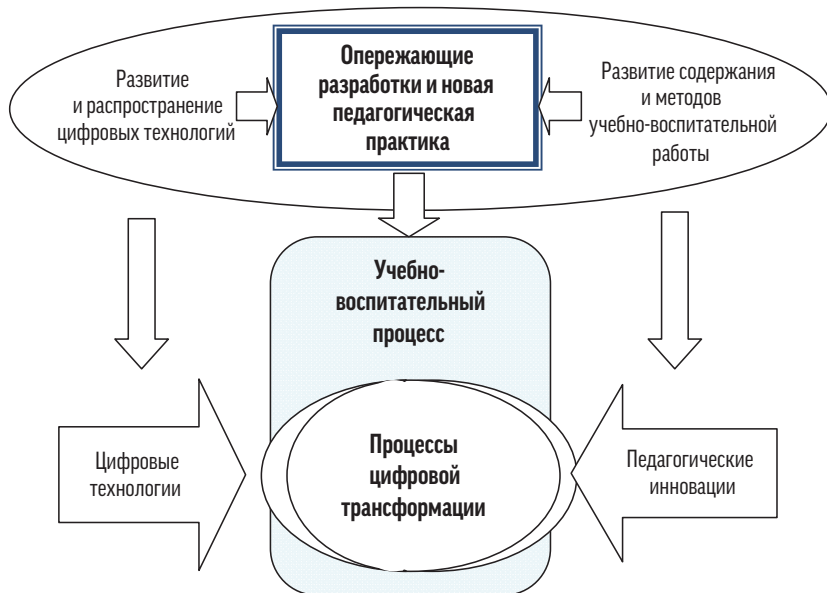 Опережающие
разработки и новая
педагогическая
практика
Развитие
и распространение
цифровых технологий
Развитие содержания
и методов
учебно-воспитательной
работы
Учебно-
воспитательный
процесс
Цифровые
технологии
Процессы
цифровой
трансформации
Педагогические
инновации